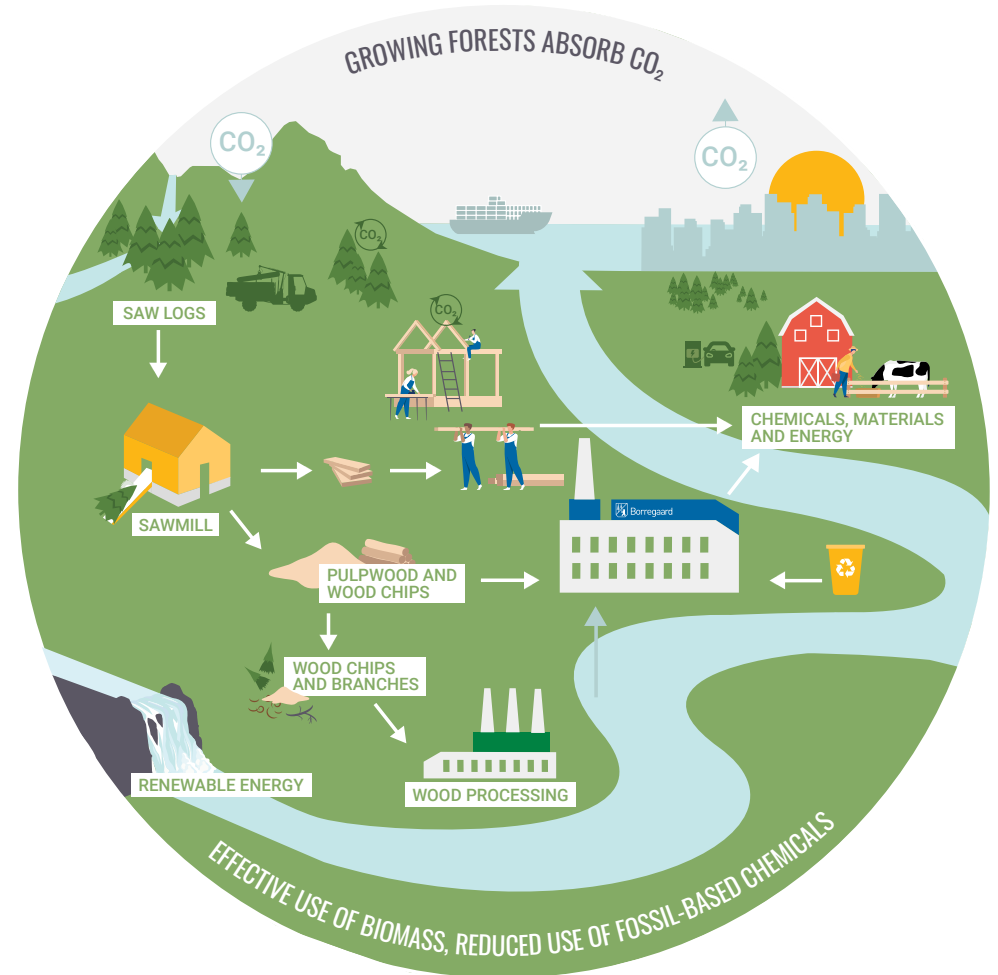 GROWING FORESTS ABSORB CO₂
CO₂
CO₂
CO₂
SAW LOGS
CO₂
CHEMICALS, MATERIALS
AND ENERGY
Borregaard
SAWMILL
PULPWOOD AND
WOOD CHIPS
WOOD CHIPS
AND BRANCHES
RENEWABLE ENERGY
WOOD PROCESSING
EFFECTIVE USE OF BIOMASS, REDUCED USE OF FOSSIL-BASED CHEMICALS